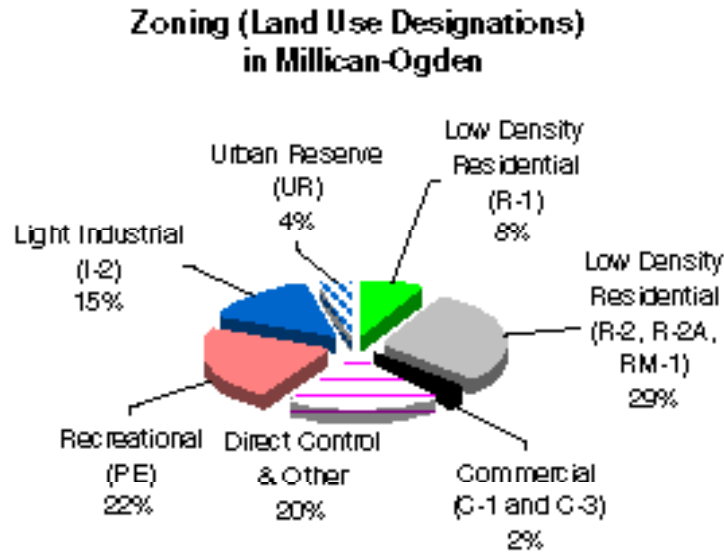 Zoning (Land Use Designations)
in Millican-Ogden
Urban Reserve
(UR)
4%
Low Density
Residential
(R-1)
8%
Light Industrial
(I-2)
15%
Low Density
Residential
(R-2, R-2A,
RM-1)
29%
Recreational
(PE)
22%
Direct Control
& Other
20%
Commercial
(C-1 and C-3)
2%